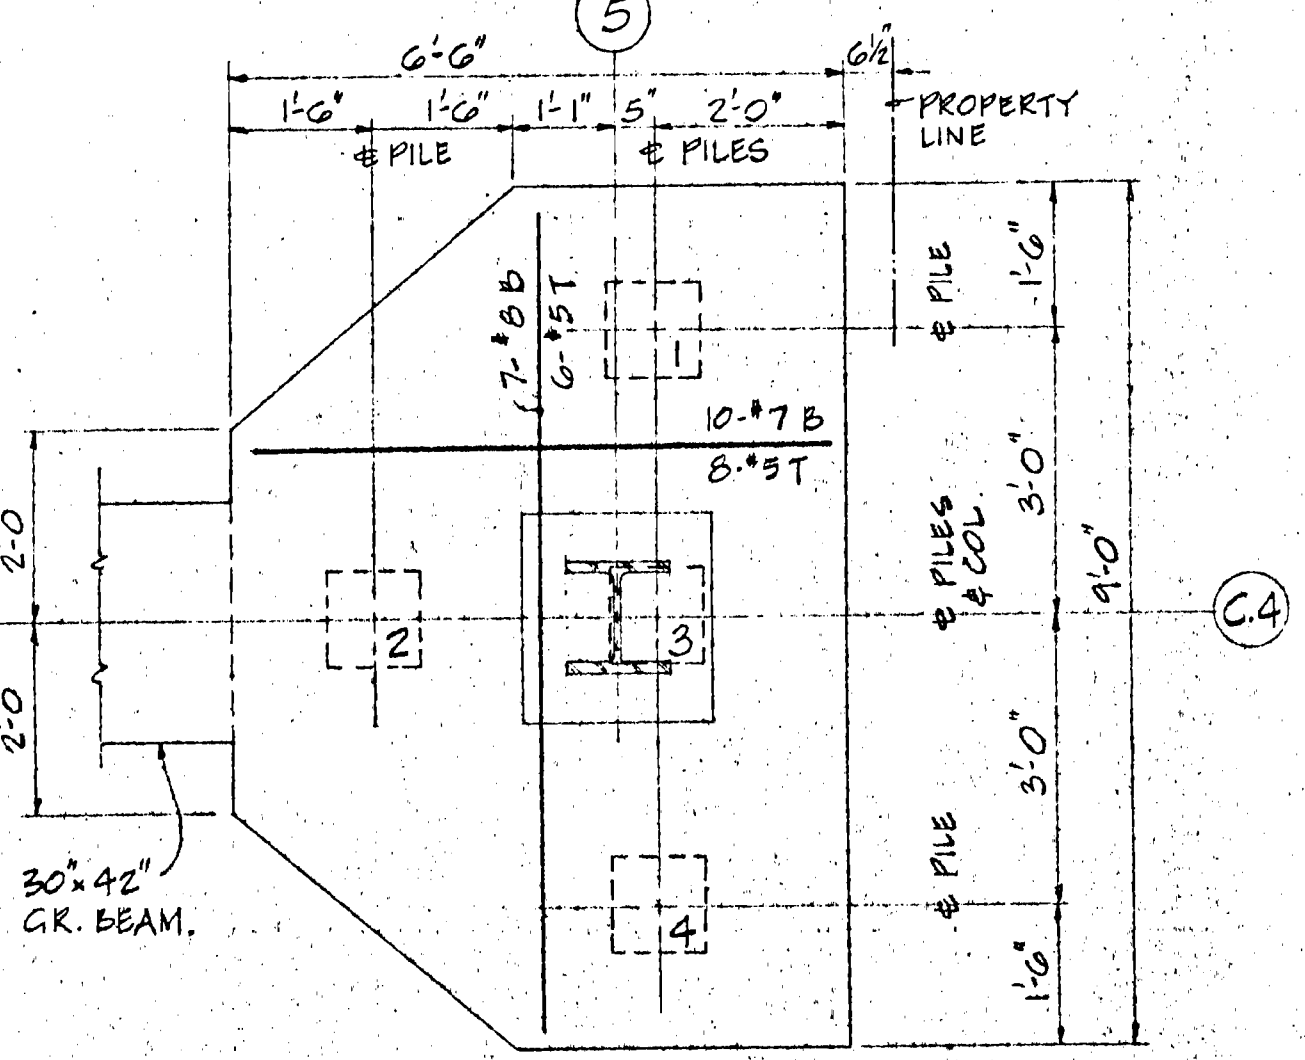 5
6'-6"
6½"
1'-6"
1'-6"
1'-1"
5"
2'-0"
PROPERTY
LINE
℄ PILE
℄ PILES
7-#8 B
6-#5 T
1
℄ PILE
1'-6"
10-#7 B
8-#5 T
2-0
2-0
2
3
℄ PILES
℄ COL.
3'-0"
9'-0"
C.4
3'-0"
30"x42"
GR. BEAM.
4
℄ PILE
1'-6"